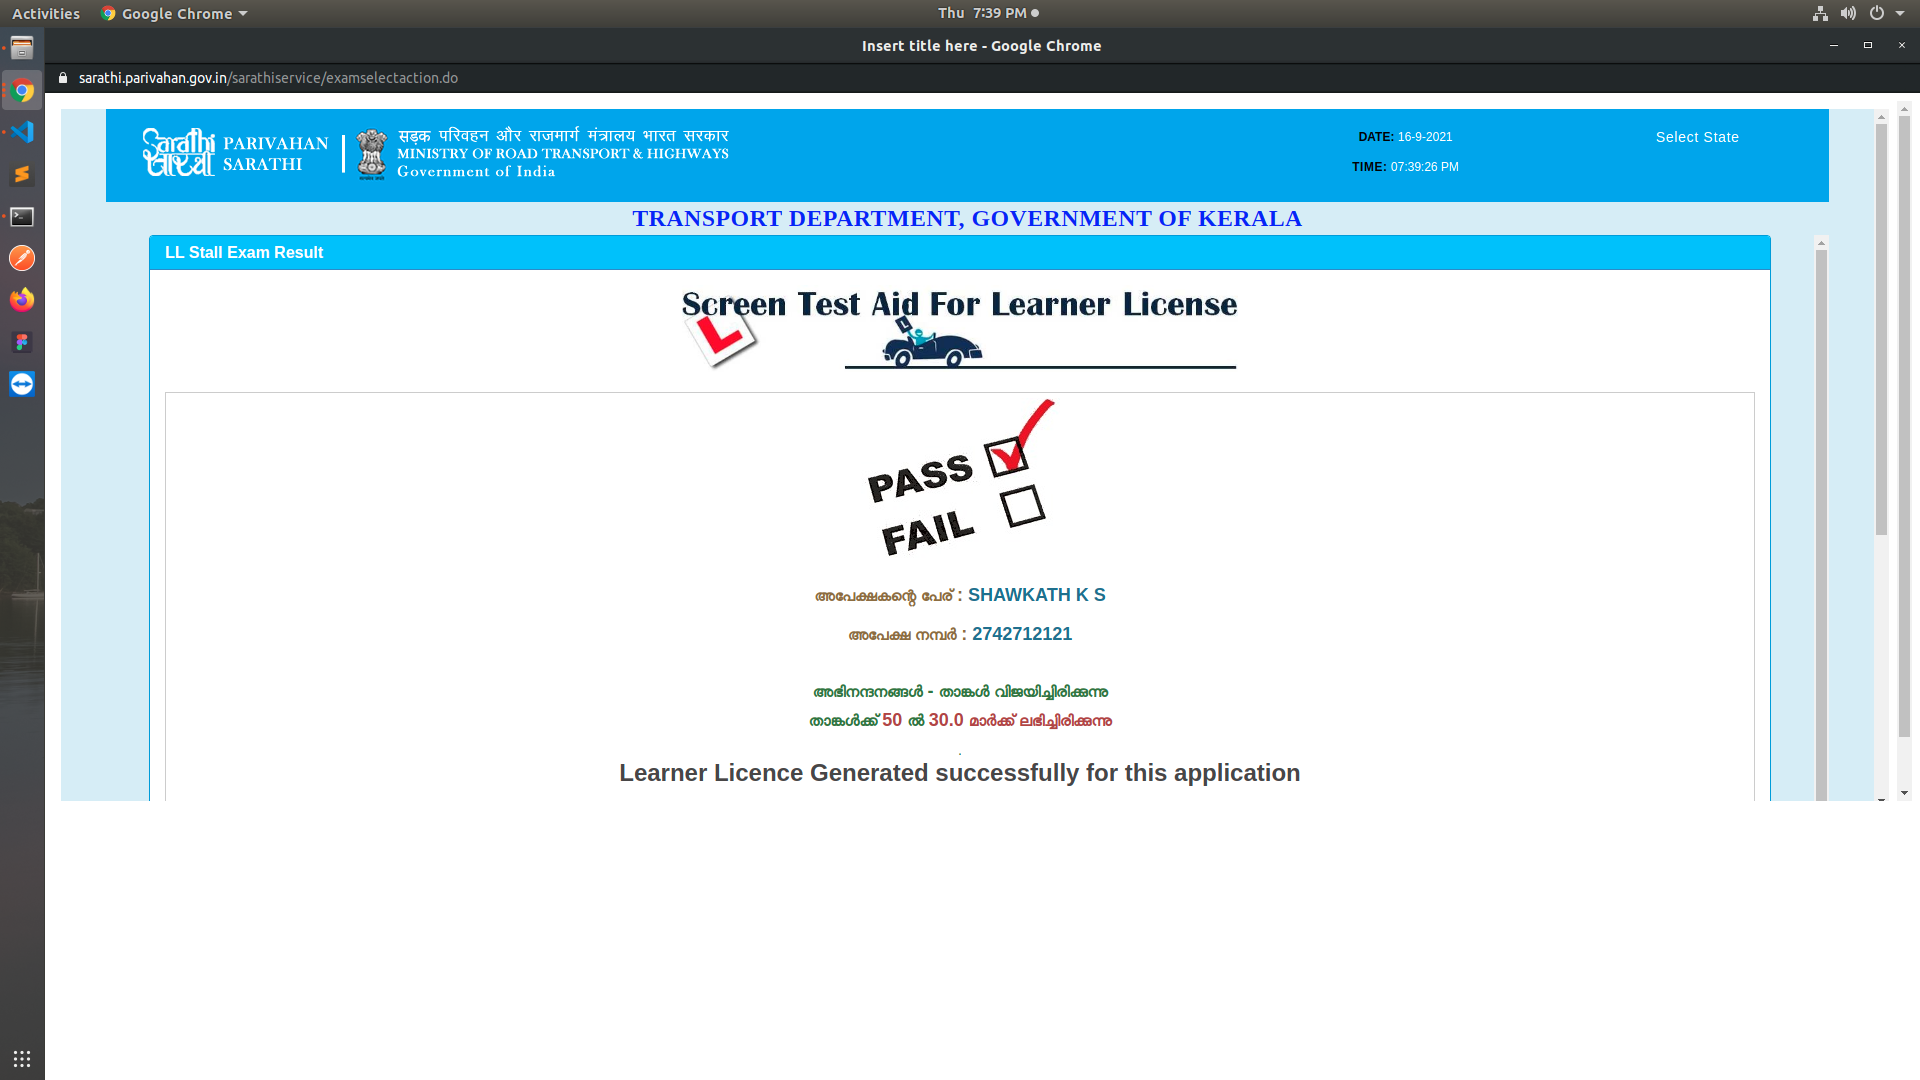 Activities
Google Chrome
Thu 7:39 PM
Insert title here - Google Chrome
sarathi.parivahan.gov.in/sarathiservice/examselectaction.do
Sarathi
सारथी
PARIVAHAN
SARATHI
सड़क परिवहन और राजमार्ग मंत्रालय भारत सरकार
MINISTRY OF ROAD TRANSPORT & HIGHWAYS
Government of India
DATE: 16-9-2021
TIME: 07:39:26 PM
Select State
TRANSPORT DEPARTMENT, GOVERNMENT OF KERALA
LL Stall Exam Result
Screen Test Aid For Learner License
L
L
PASS
FAIL
അപേക്ഷകന്റെ പേര് : SHAWKATH K S
അപേക്ഷ നമ്പർ : 2742712121
അഭിനന്ദനങ്ങൾ - താങ്കൾ വിജയിച്ചിരിക്കുന്നു
താങ്കൾക്ക് 50 ൽ 30.0 മാർക്ക് ലഭിച്ചിരിക്കുന്നു
.
Learner Licence Generated successfully for this application